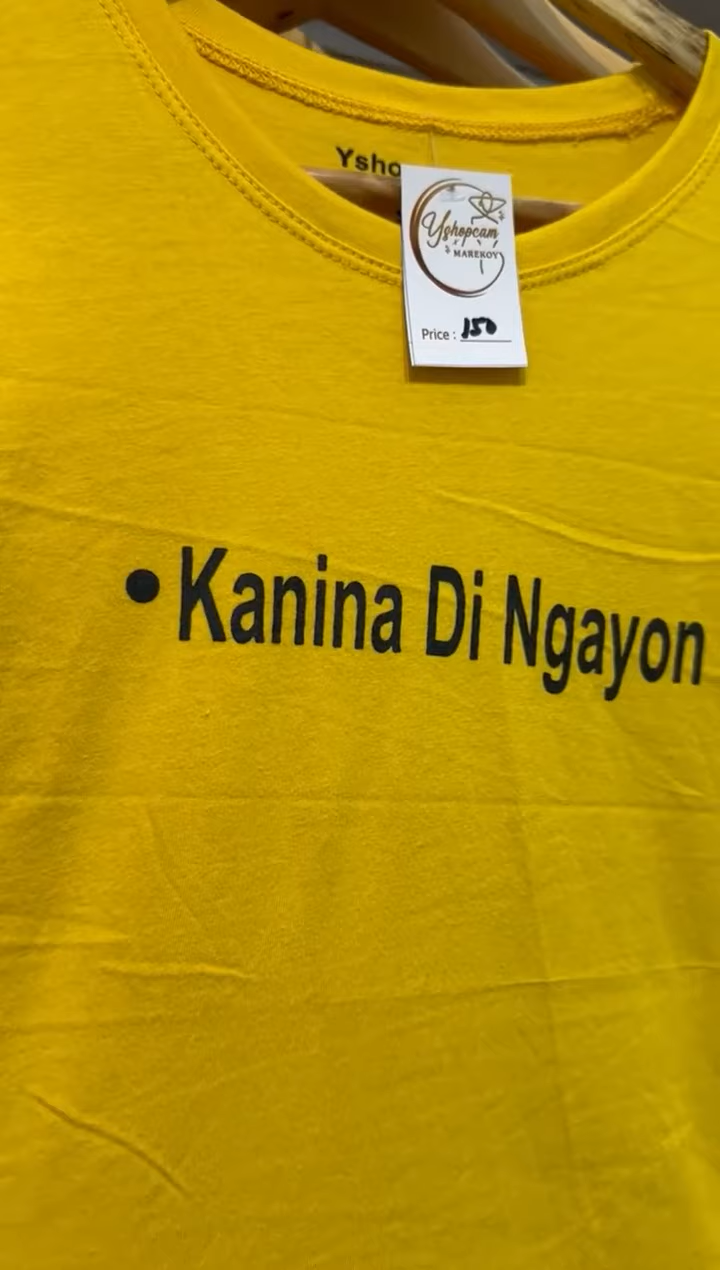 Ysho
Yshopcam
x
MAREKOY
Price : 150
• Kanina Di Ngayon